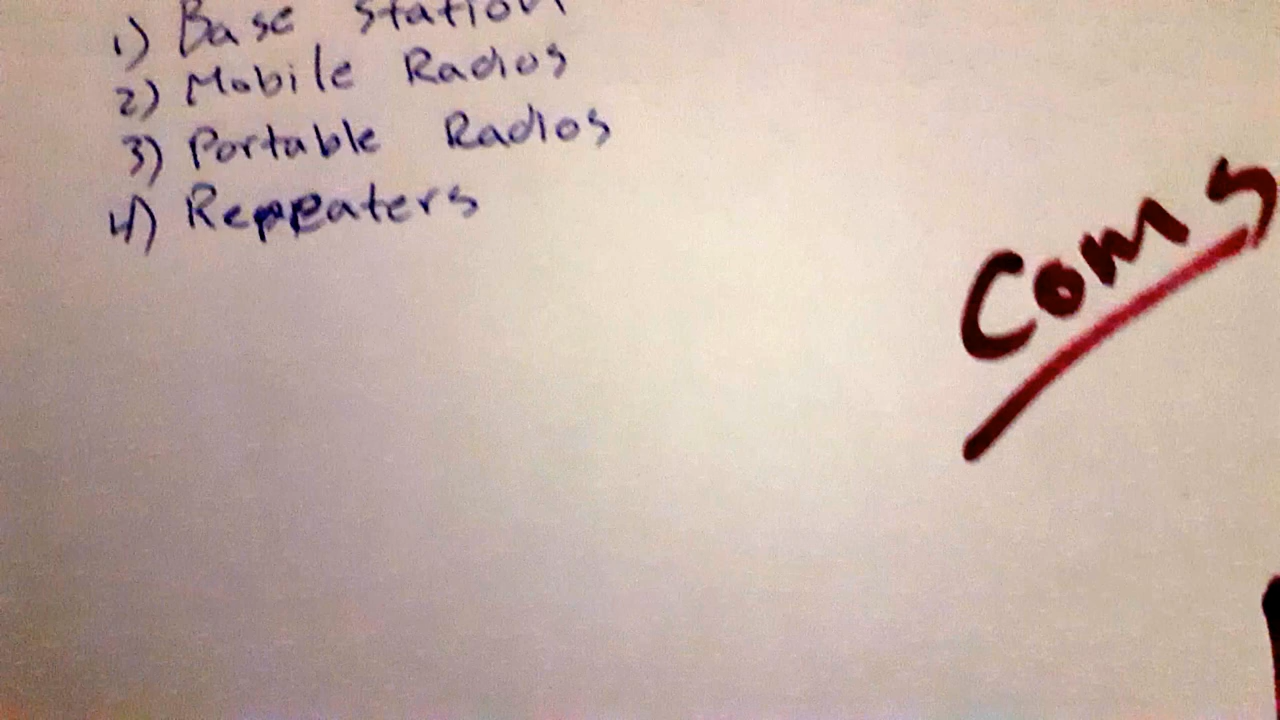 1) Base Station
2) Mobile Radios
3) Portable Radios
4) Repeaters
Coms